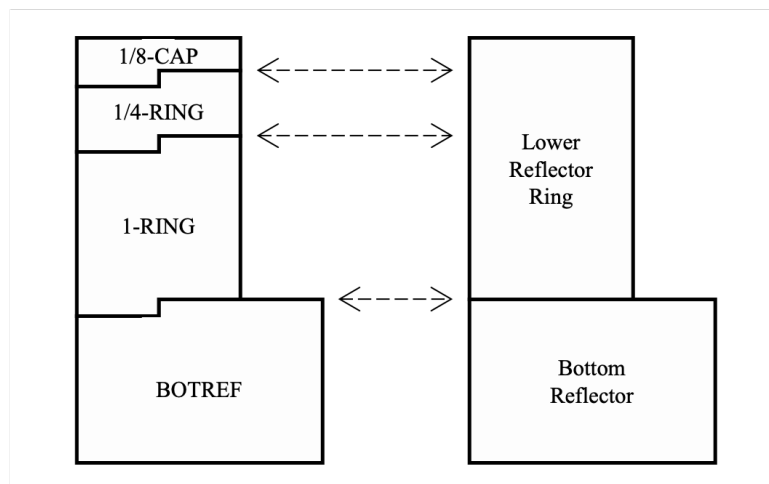 1/8-CAP
1/4-RING
1-RING
BOTREF
Lower
Reflector
Ring
Bottom
Reflector